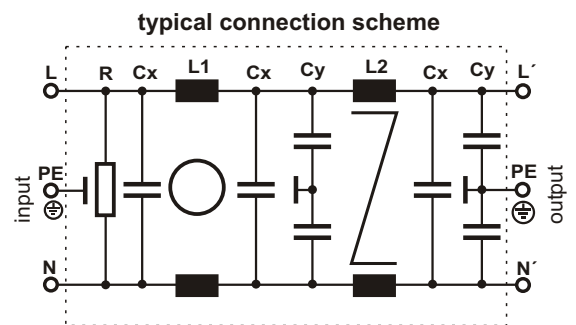 typical connection scheme
L R Cx L1 Cx Cy L2 Cx Cy L´
PE PE
input output
N N´